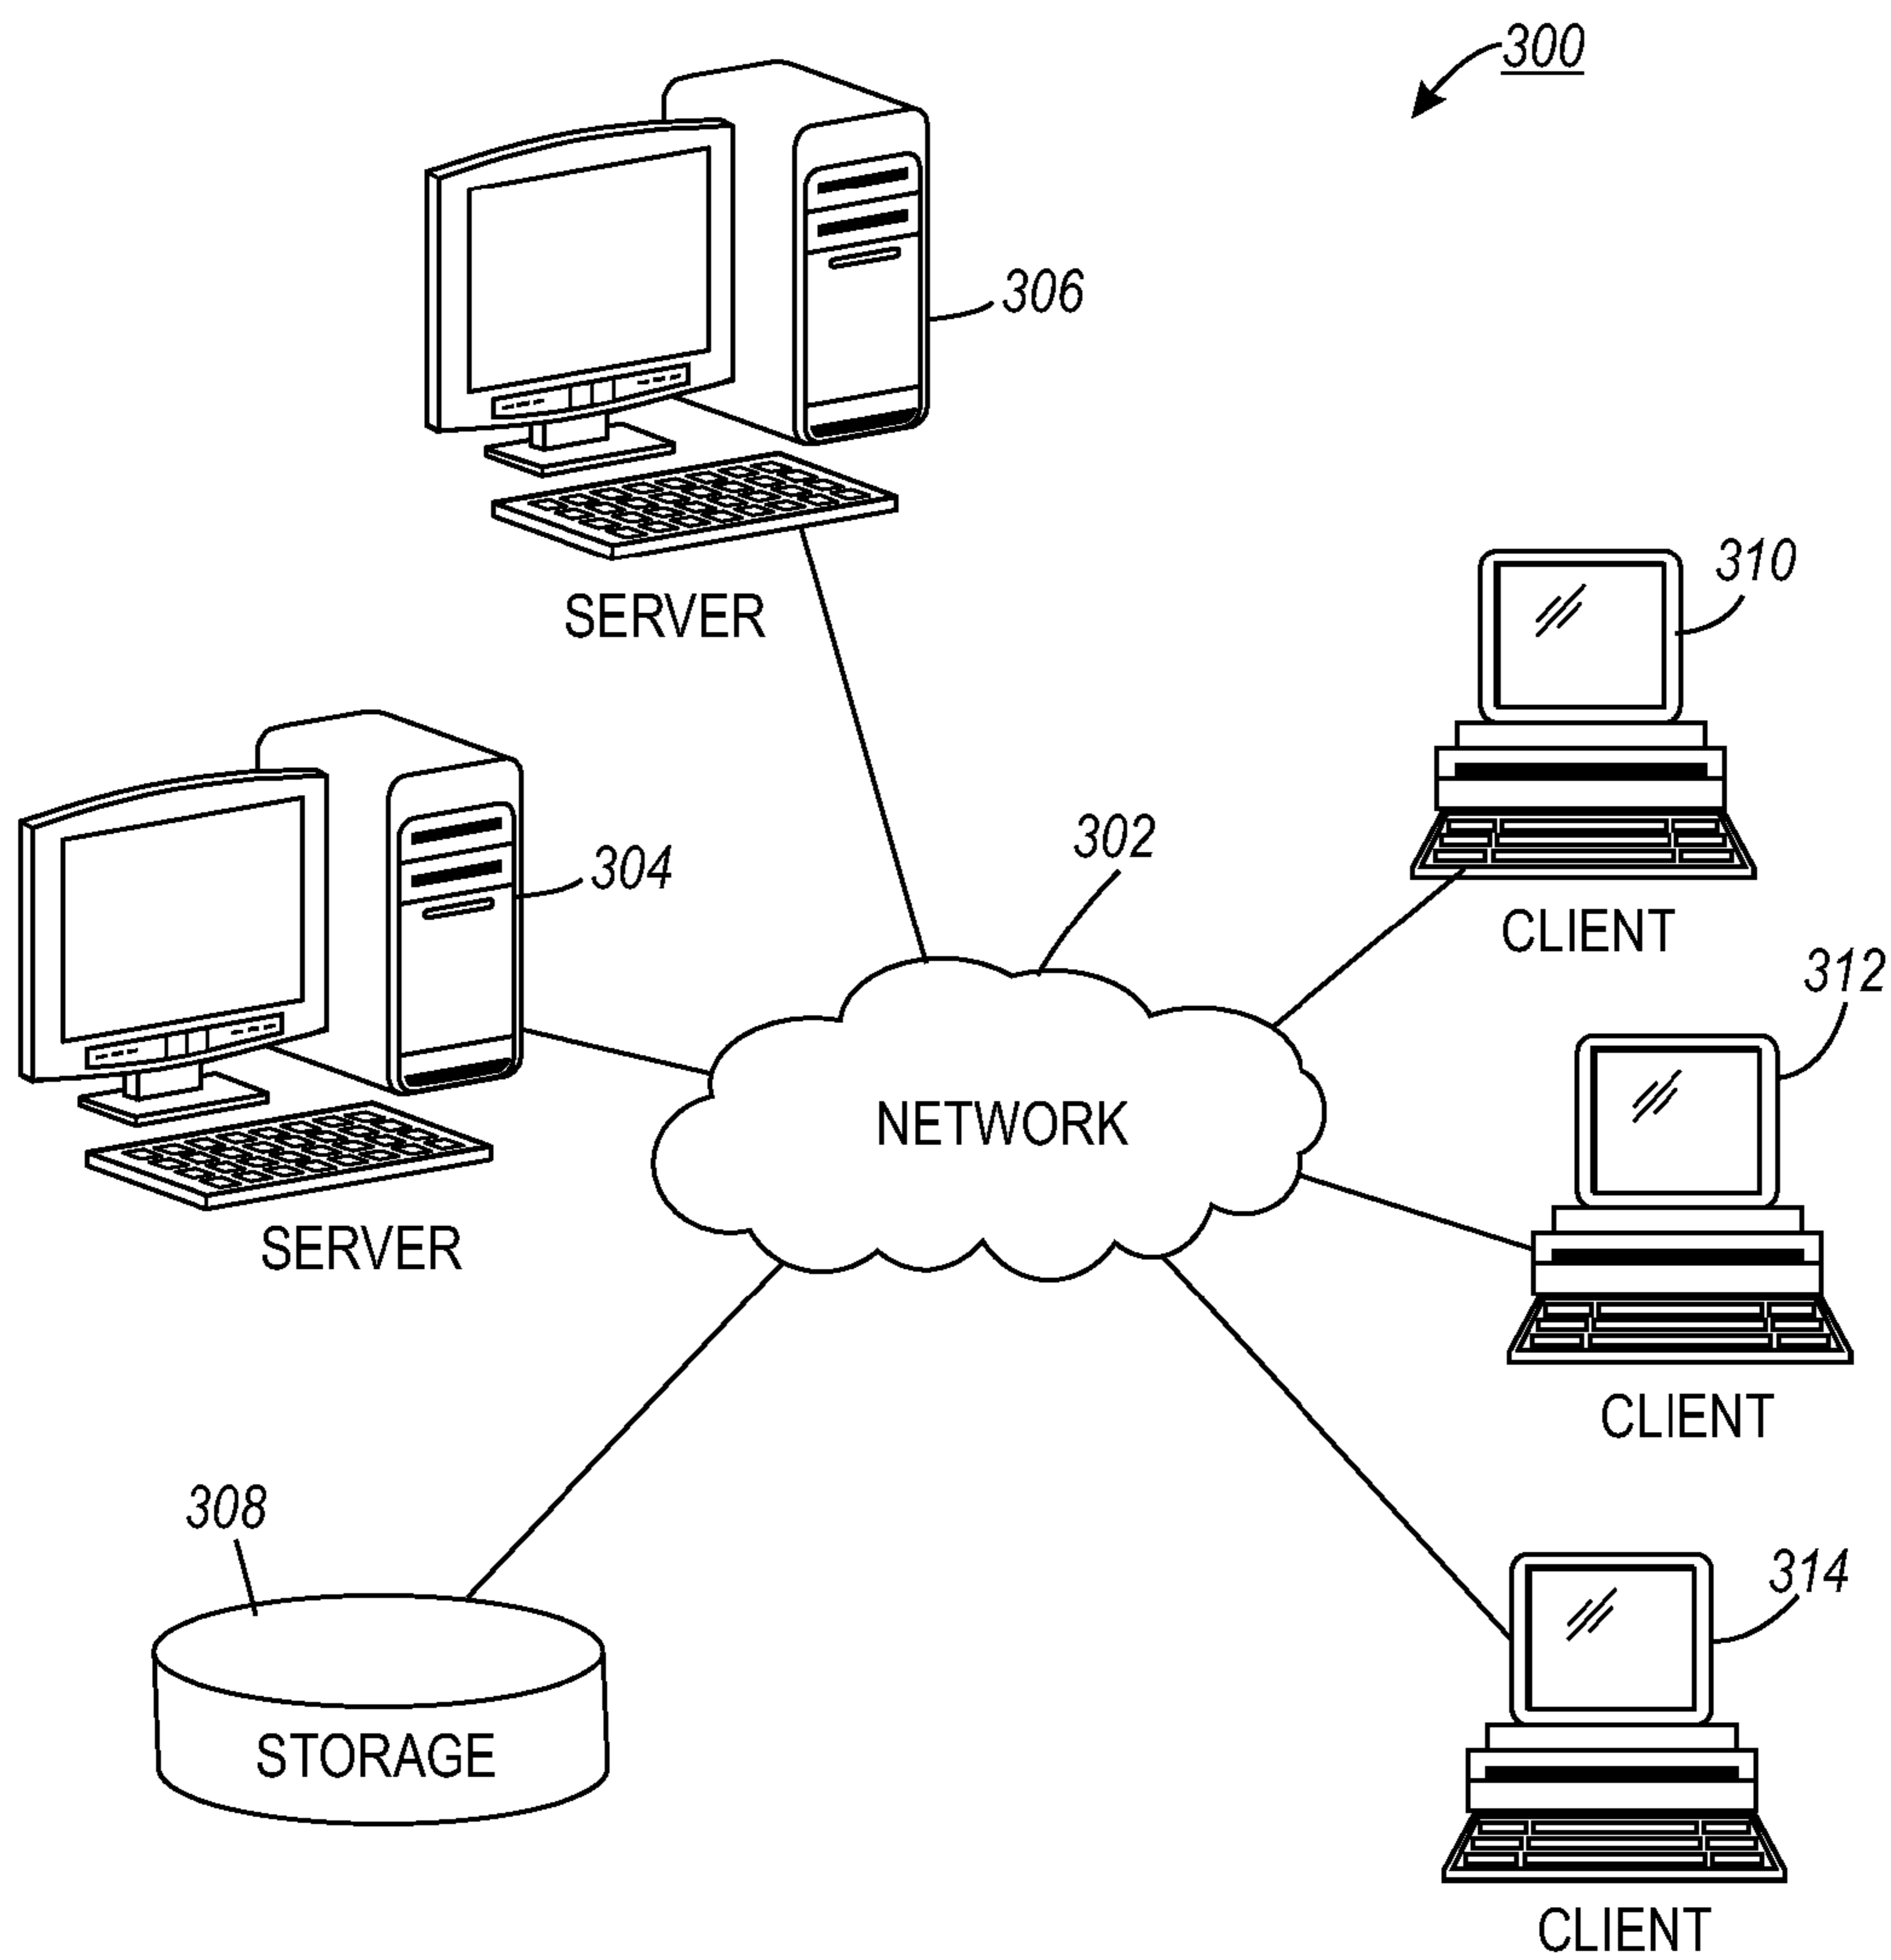 300
306
SERVER
310
302
304
CLIENT
312
NETWORK
SERVER
CLIENT
308
314
STORAGE
CLIENT